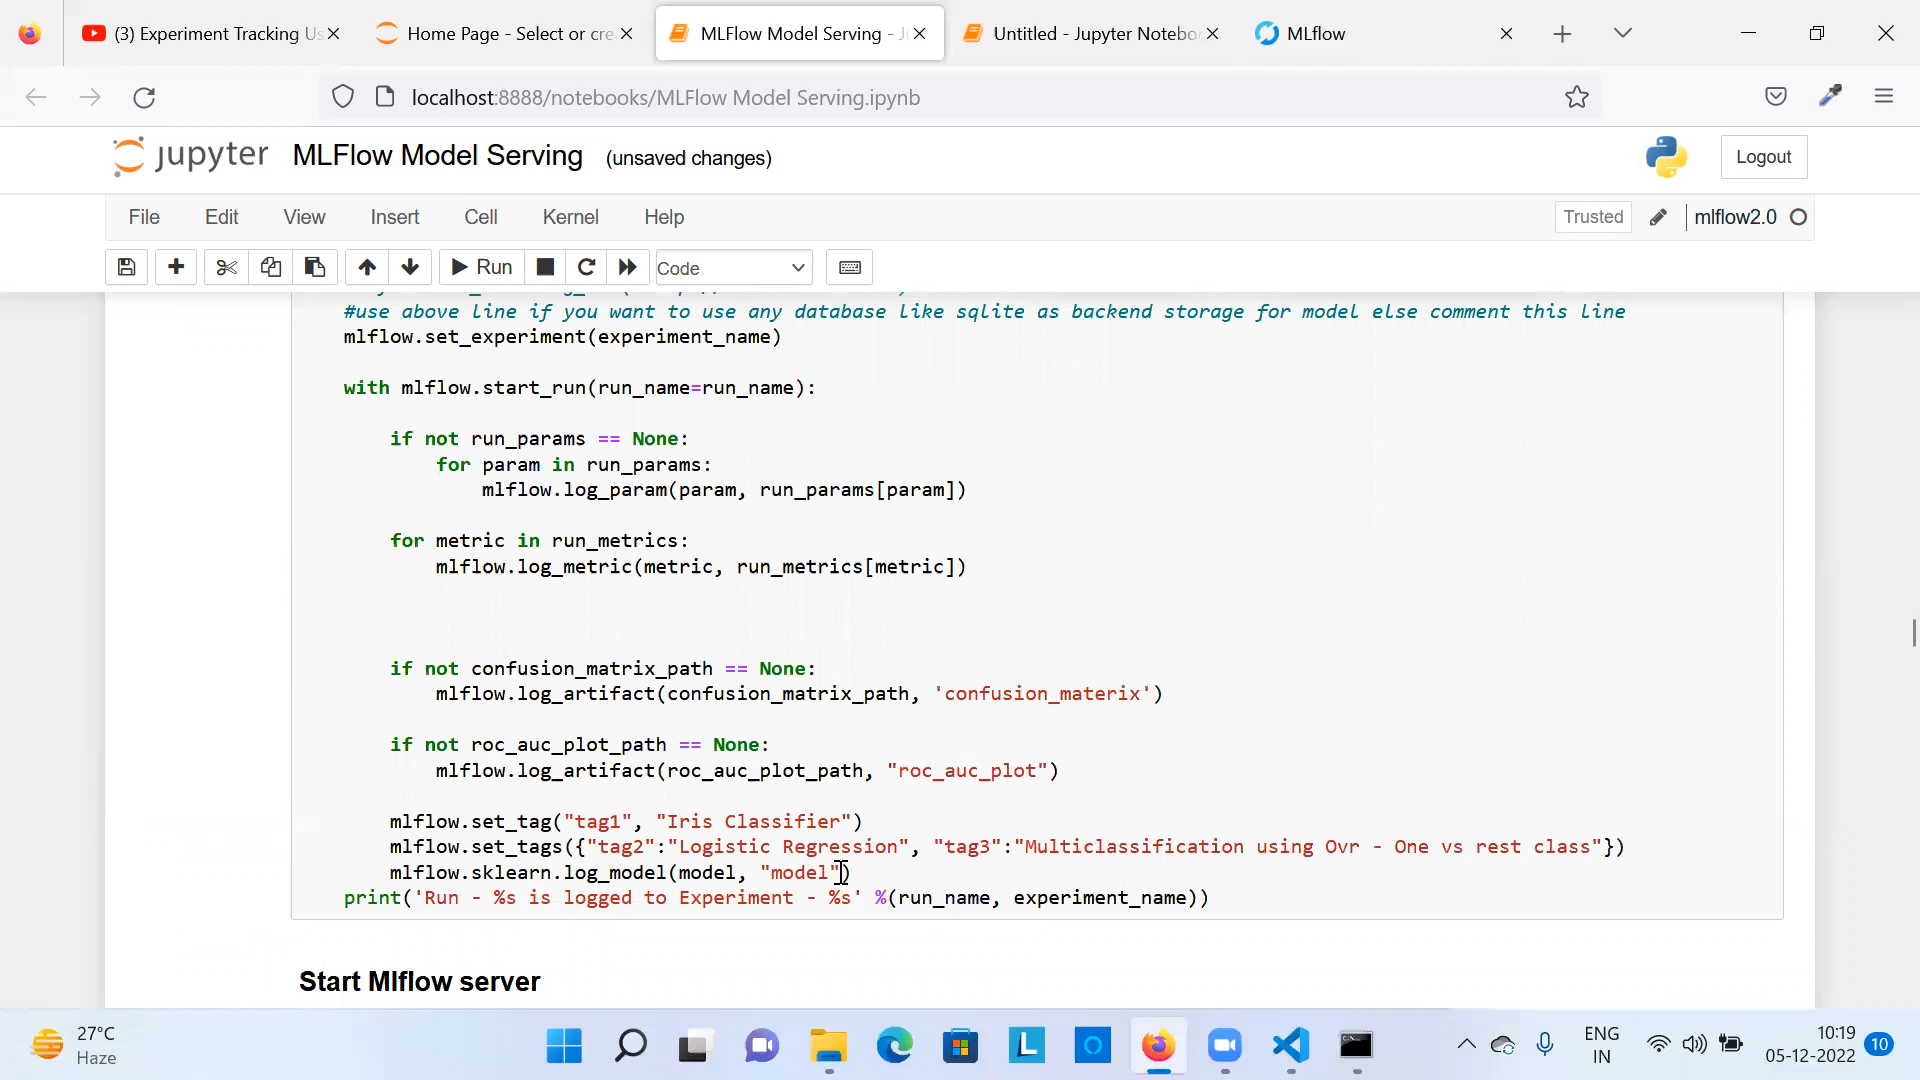 (3) Experiment Tracking Us
Home Page - Select or cre
MLFlow Model Serving - J
Untitled - Jupyter Notebo
MLflow
localhost:8888/notebooks/MLFlow Model Serving.ipynb
jupyter MLFlow Model Serving (unsaved changes)
Logout
File Edit View Insert Cell Kernel Help
Trusted
mlflow2.0
Run
Code
#use above line if you want to use any database like sqlite as backend storage for model else comment this line
mlflow.set_experiment(experiment_name)
with mlflow.start_run(run_name=run_name):
if not run_params == None:
for param in run_params:
mlflow.log_param(param, run_params[param])
for metric in run_metrics:
mlflow.log_metric(metric, run_metrics[metric])
if not confusion_matrix_path == None:
mlflow.log_artifact(confusion_matrix_path, 'confusion_materix')
if not roc_auc_plot_path == None:
mlflow.log_artifact(roc_auc_plot_path, "roc_auc_plot")
mlflow.set_tag("tag1", "Iris Classifier")
mlflow.set_tags({"tag2":"Logistic Regression", "tag3":"Multiclassification using Ovr - One vs rest class"})
mlflow.sklearn.log_model(model, "model")
print('Run - %s is logged to Experiment - %s' %(run_name, experiment_name))
Start Mlflow server
27°C
Haze
L
ENG
IN
10:19
05-12-2022
10